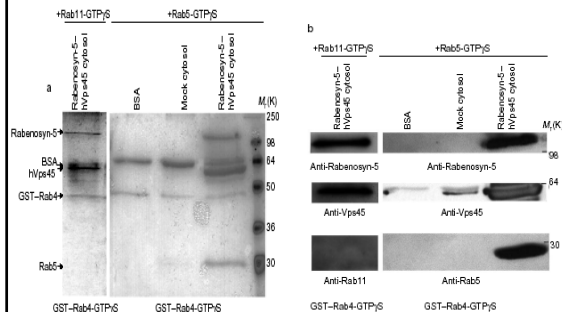 +Rab11-GTPγS
+Rab5-GTPγS
a
Rabenosyn-5–
hVps45 cytosol
BSA
Mock cytosol
Rabenosyn-5–
hVps45 cytosol
Mr(K)
250
98
64
50
36
30
Rabenosyn-5
BSA
hVps45
GST–Rab4
Rab5
GST–Rab4-GTPγS
GST–Rab4-GTPγS
b
+Rab11-GTPγS
+Rab5-GTPγS
Rabenosyn-5–
hVps45 cytosol
BSA
Mock cytosol
Rabenosyn-5–
hVps45 cytosol
Mr(K)
98
Anti-Rabenosyn-5
Anti-Rabenosyn-5
64
Anti-Vps45
Anti-Vps45
30
Anti-Rab11
Anti-Rab5
GST–Rab4-GTPγS
GST–Rab4-GTPγS